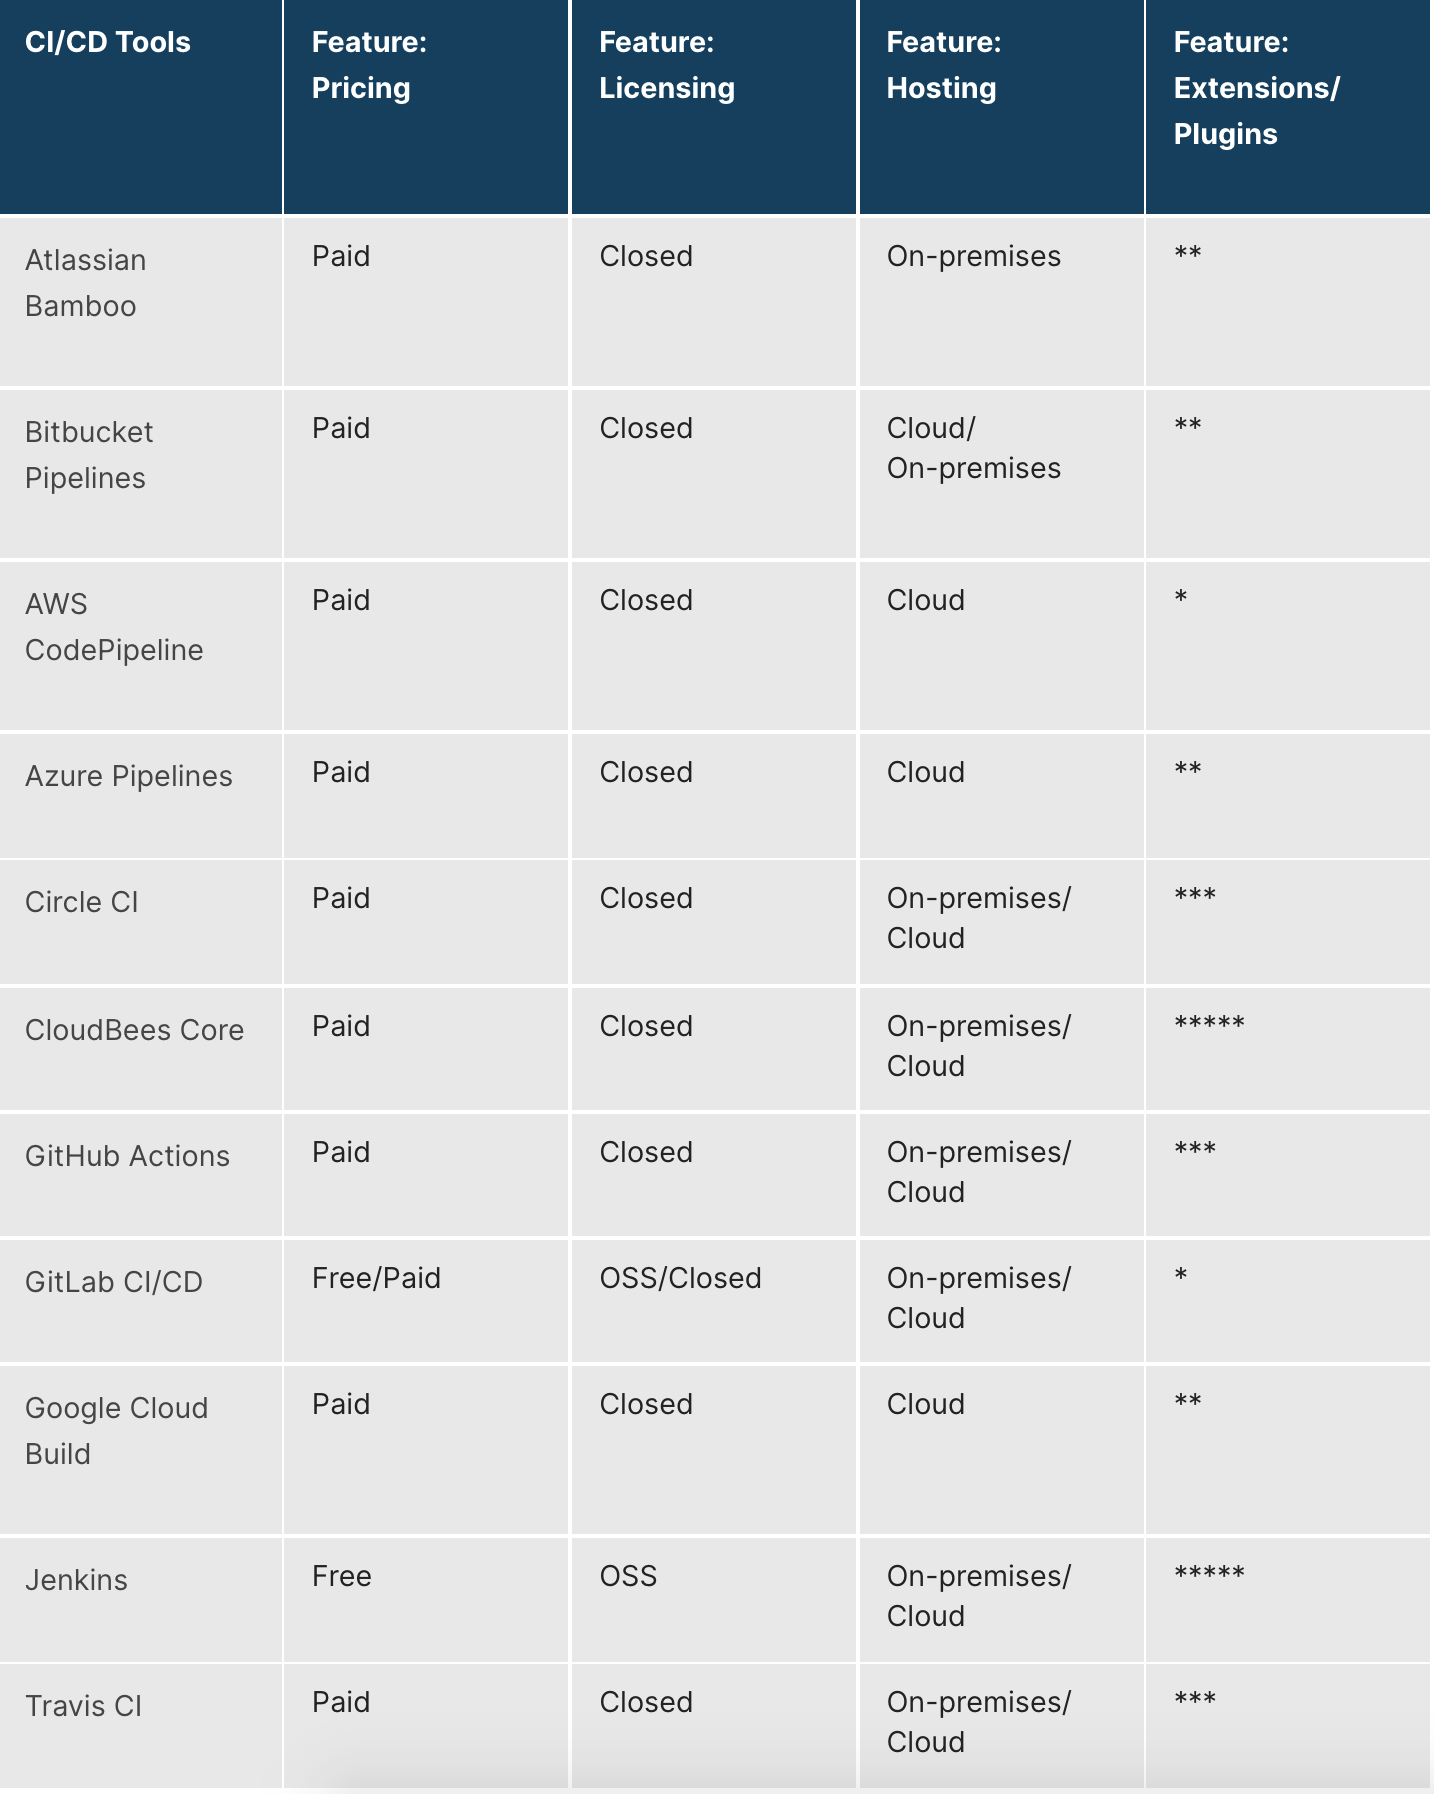 CI/CD Tools
Feature:
Pricing
Feature:
Licensing
Feature:
Hosting
Feature:
Extensions/
Plugins
Atlassian
Bamboo
Paid
Closed
On-premises
**
Bitbucket
Pipelines
Paid
Closed
Cloud/
On-premises
**
AWS
CodePipeline
Paid
Closed
Cloud
*
Azure Pipelines
Paid
Closed
Cloud
**
Circle CI
Paid
Closed
On-premises/
Cloud
***
CloudBees Core
Paid
Closed
On-premises/
Cloud
*****
GitHub Actions
Paid
Closed
On-premises/
Cloud
***
GitLab CI/CD
Free/Paid
OSS/Closed
On-premises/
Cloud
*
Google Cloud
Build
Paid
Closed
Cloud
**
Jenkins
Free
OSS
On-premises/
Cloud
*****
Travis CI
Paid
Closed
On-premises/
Cloud
***